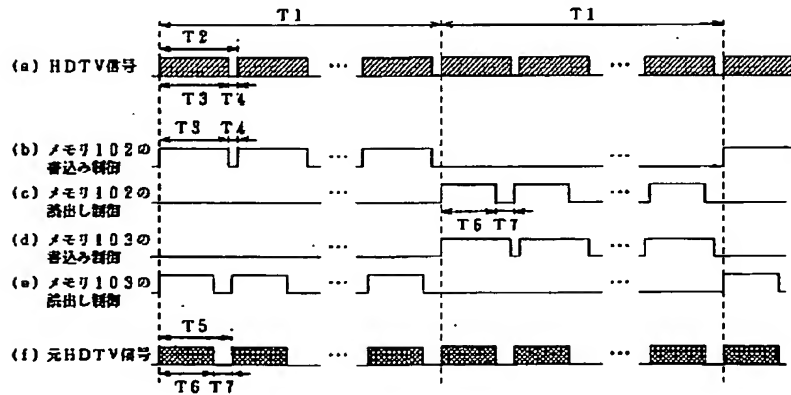 T1 T1
T2
(a) HDTV信号 ... ...
T3 T4
T3 T4
(b) メモリ102の
書込み制御 ... ...
(c) メモリ102の
読出し制御 ... ...
T6 T7
(d) メモリ103の
書込み制御 ... ...
(e) メモリ103の
読出し制御 ... ...
T5
(f) 元HDTV信号 ... ...
T6 T7